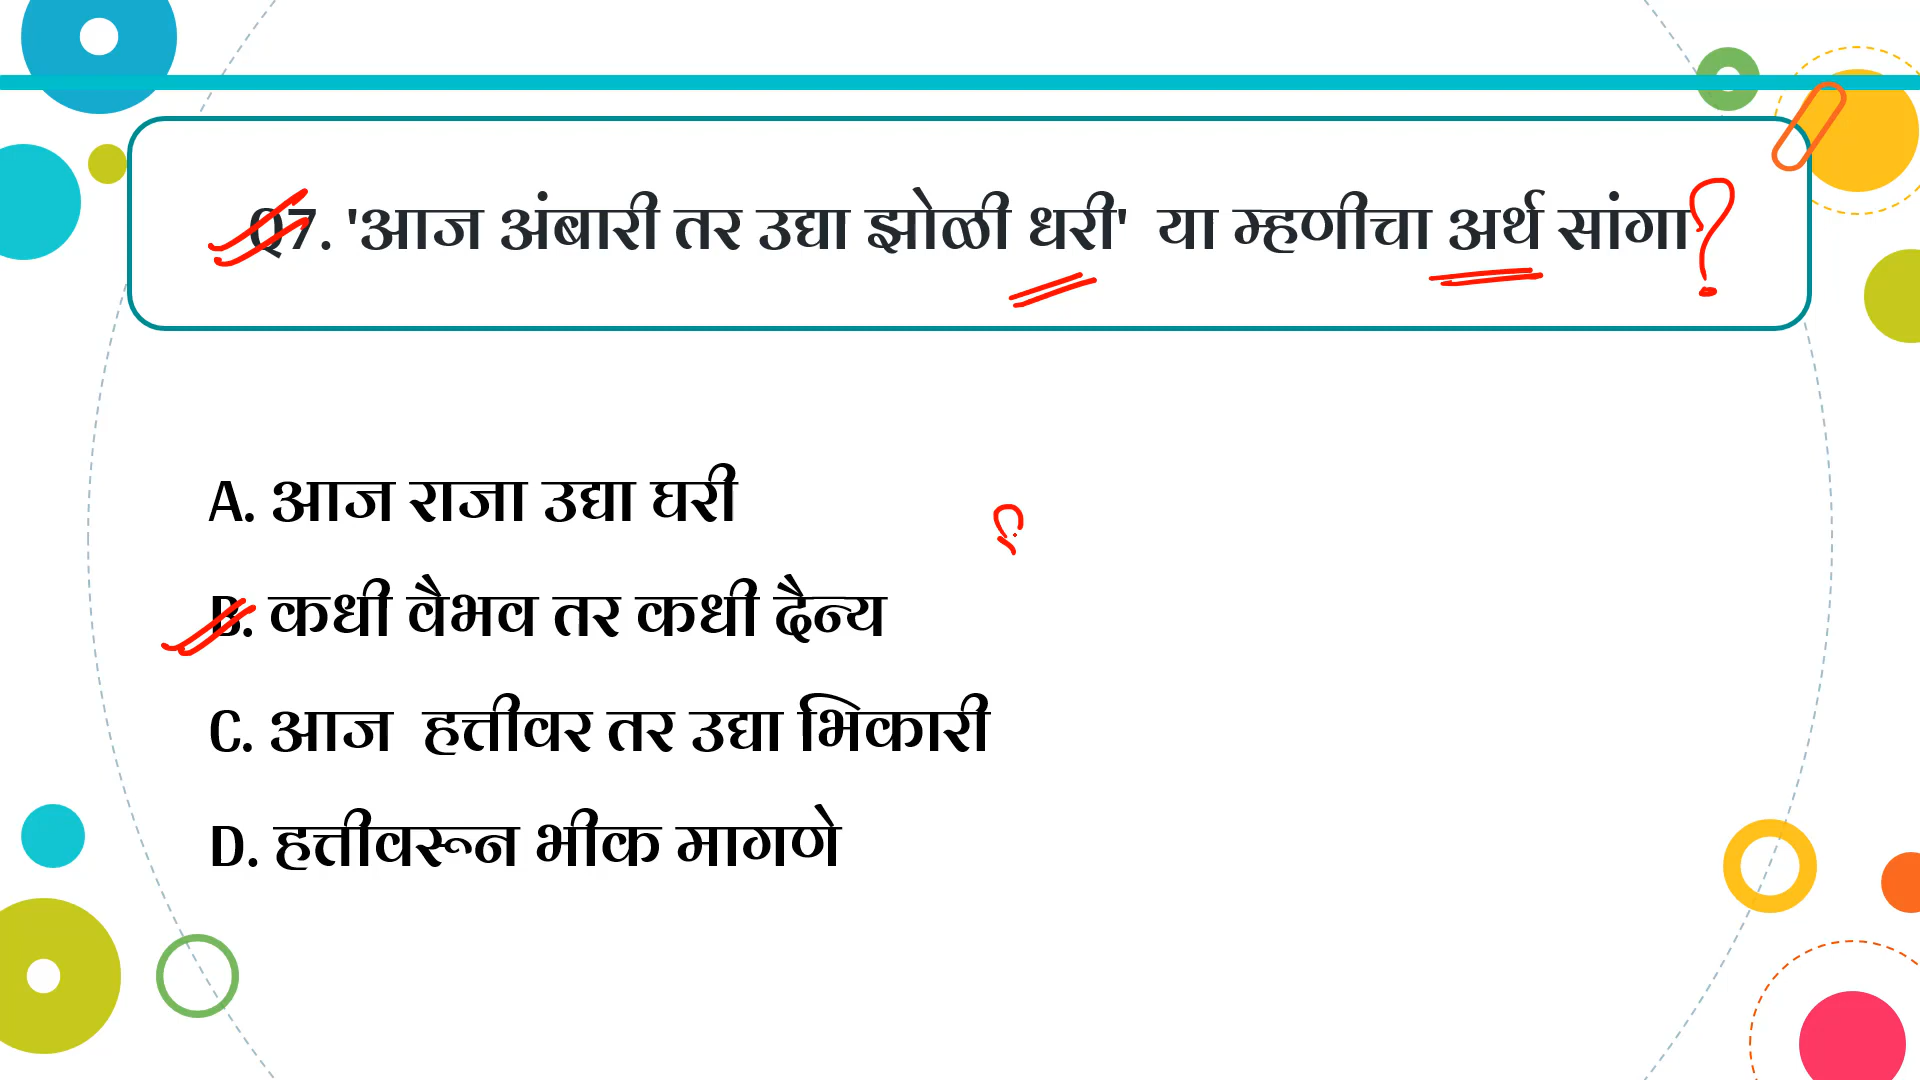 Q7. 'आज अंबारी तर उद्या झोळी धरी' या म्हणीचा अर्थ सांगा?
A. आज राजा उद्या घरी
B. कधी वैभव तर कधी दैन्य
C. आज हत्तीवर तर उद्या भिकारी
D. हत्तीवरून भीक मागणे